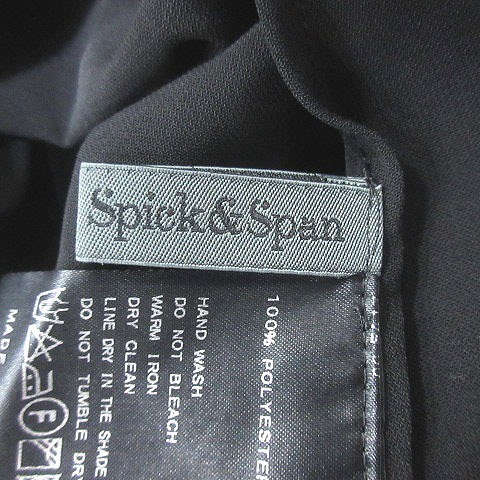 Spick&Span
100% POLYESTER
HAND WASH
DO NOT BLEACH
WARM IRON
DRY CLEAN
LINE DRY IN THE SHADE
DO NOT TUMBLE DRY
MADE
F